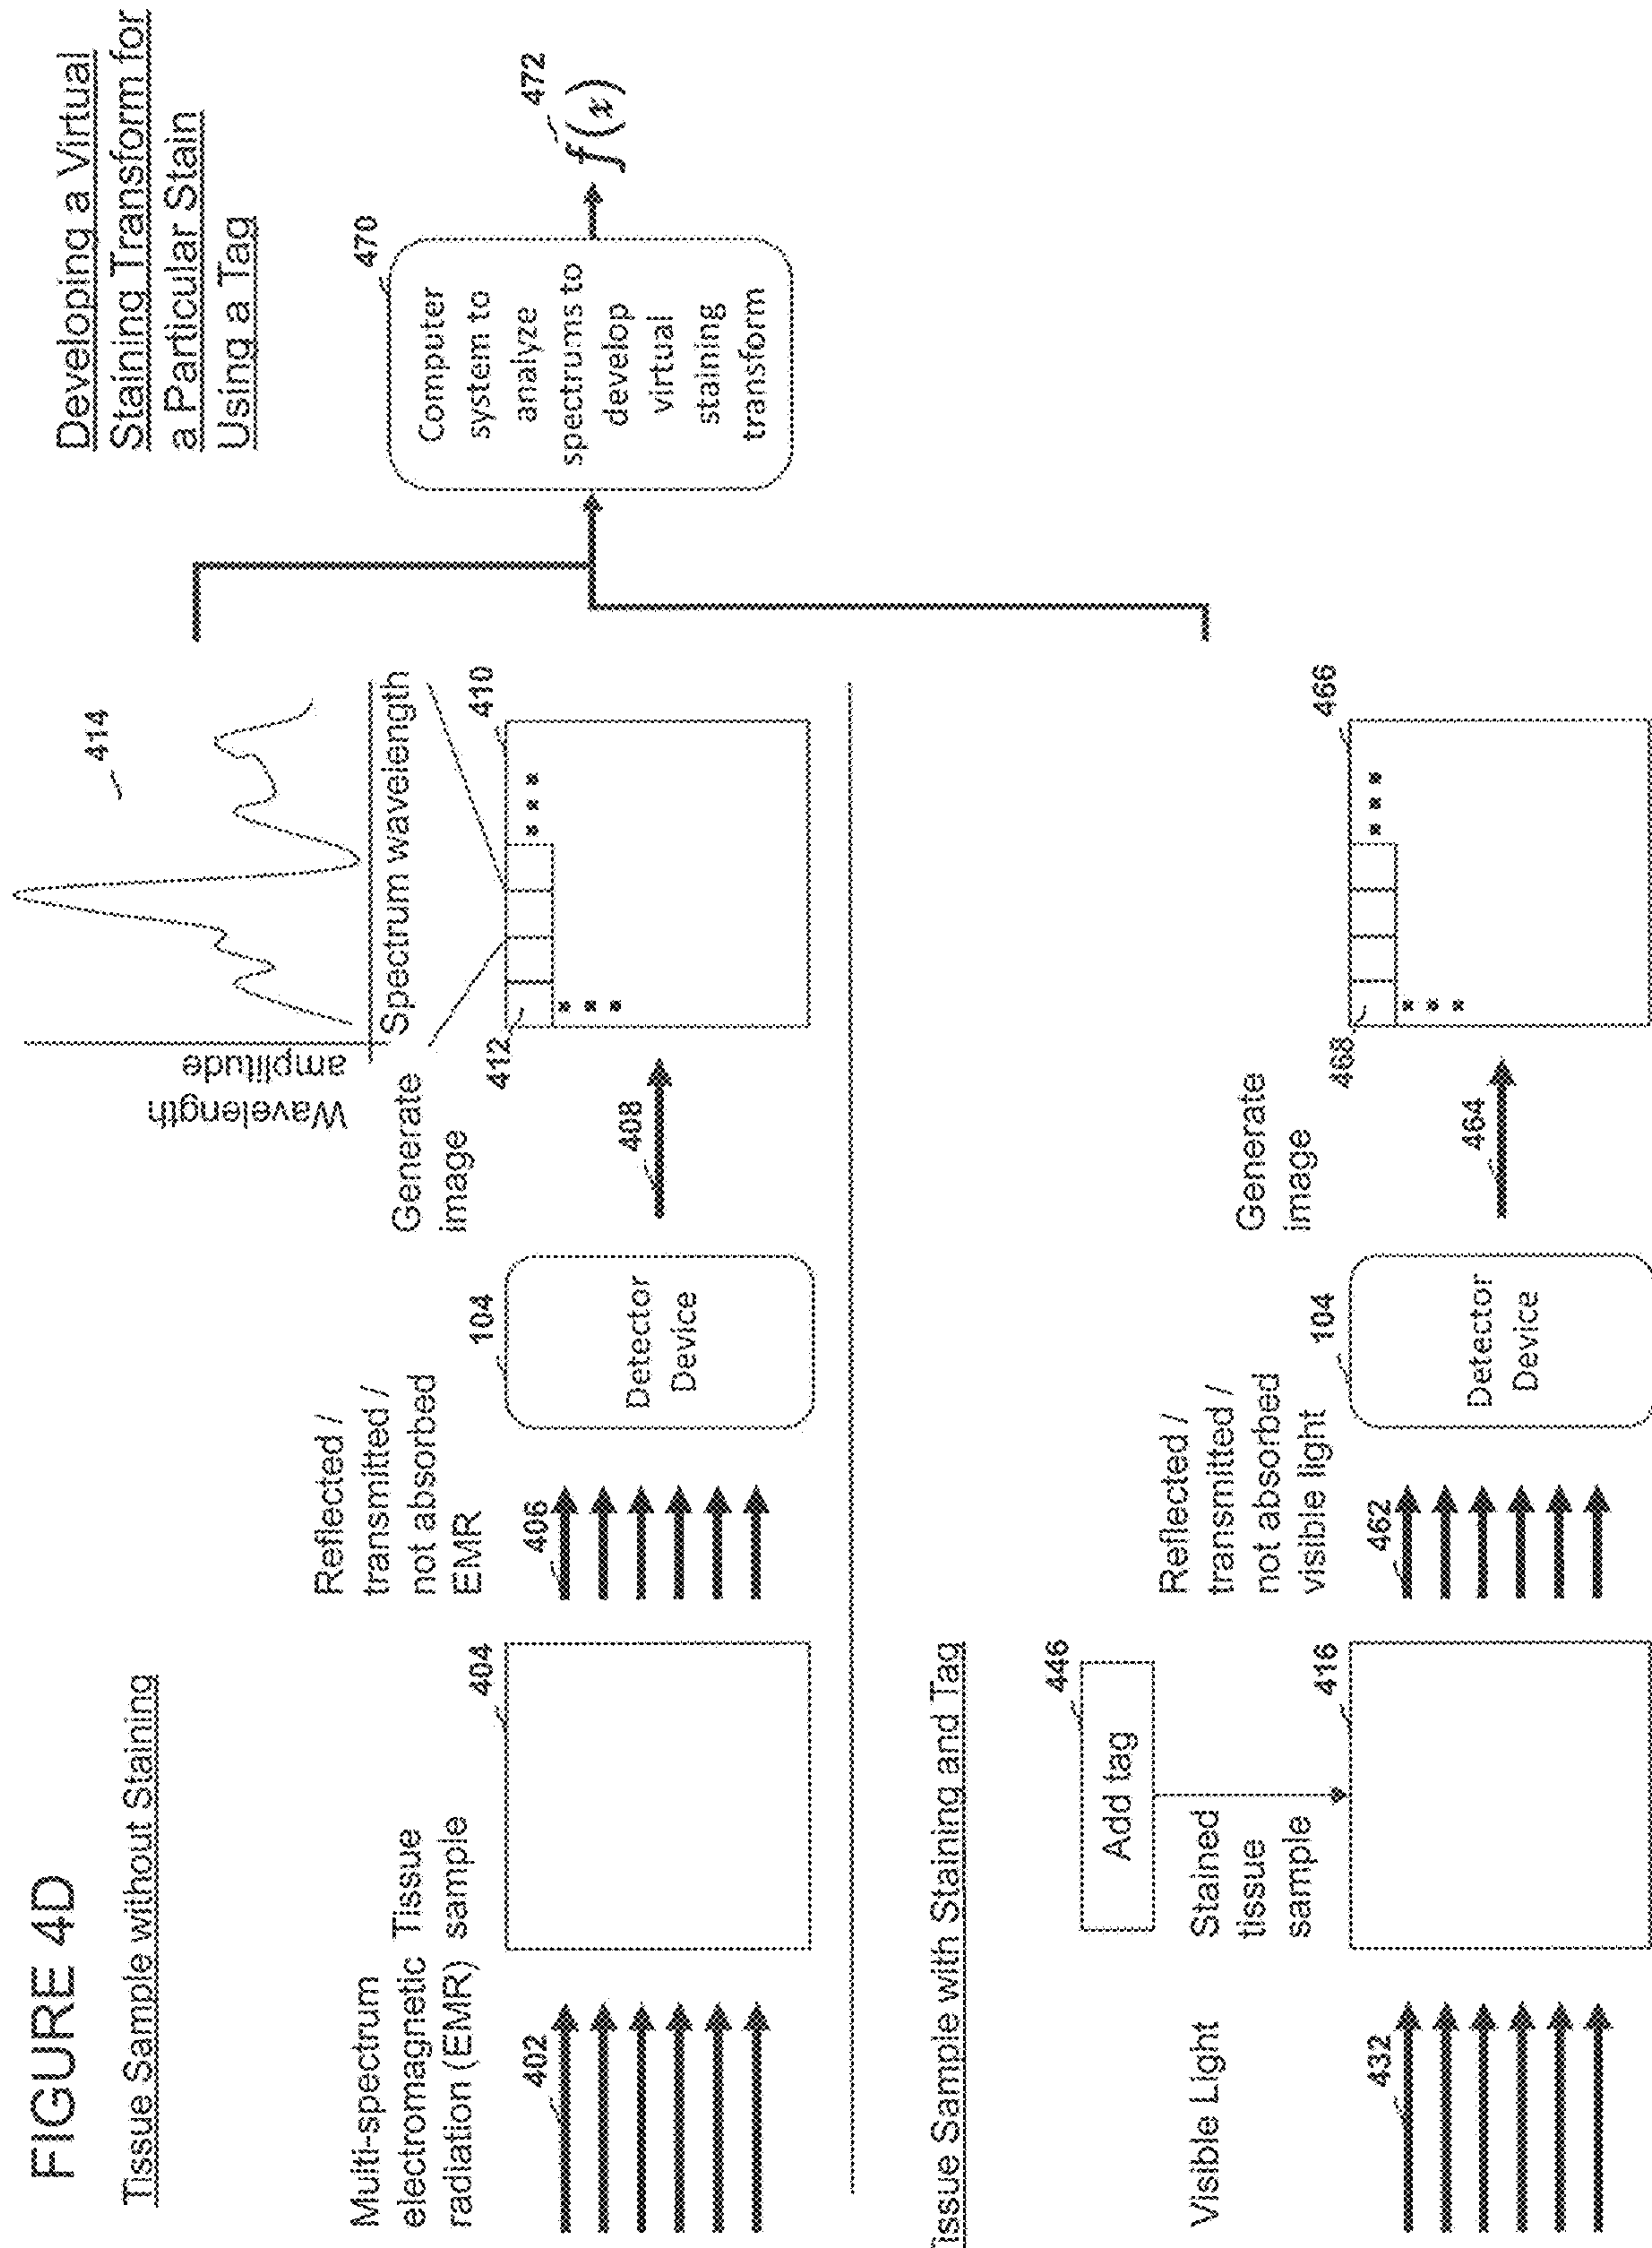 FIGURE 4D
Developing a Virtual
Staining Transform for
a Particular Stain
Using a Tag
Tissue Sample without Staining
Multi-spectrum
electromagnetic
radiation (EMR)
402
Tissue
sample
404
Reflected /
transmitted /
not absorbed
EMR
406
104
Detector
Device
Generate
image
408
Wavelength
amplitude
414
Spectrum wavelength
412
410
470
Computer
system to
analyze
spectrums to
develop
virtual
staining
transform
472
f(x)
Tissue Sample with Staining and Tag
Visible Light
432
446
Add tag
Stained
tissue
sample
416
Reflected /
transmitted /
not absorbed
visible light
462
104
Detector
Device
Generate
image
464
468
466